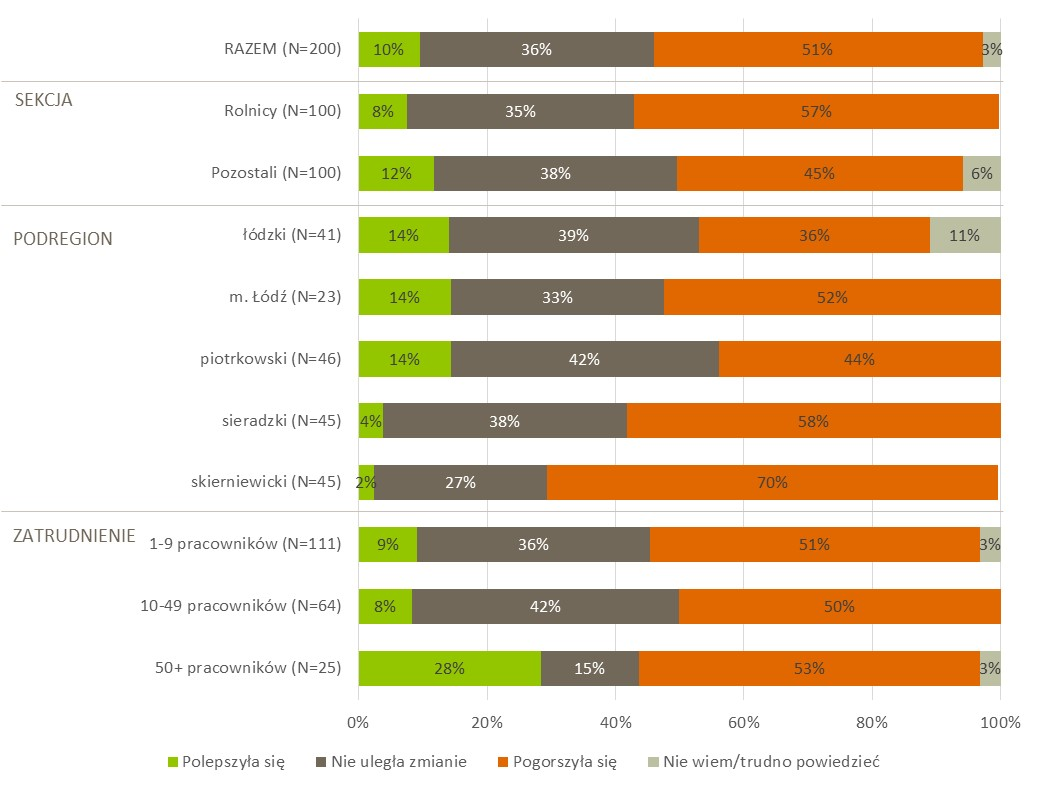 RAZEM (N=200) 10% 36% 51% 3%
SEKCJA
Rolnicy (N=100) 8% 35% 57%
Pozostali (N=100) 12% 38% 45% 6%
PODREGION
łódzki (N=41) 14% 39% 36% 11%
m. Łódź (N=23) 14% 33% 52%
piotrkowski (N=46) 14% 42% 44%
sieradzki (N=45) 4% 38% 58%
skierniewicki (N=45) 2% 27% 70%
ZATRUDNIENIE
1-9 pracowników (N=111) 9% 36% 51% 3%
10-49 pracowników (N=64) 8% 42% 50%
50+ pracowników (N=25) 28% 15% 53% 3%
0% 20% 40% 60% 80% 100%
Polepszyła się Nie uległa zmianie Pogorszyła się Nie wiem/trudno powiedzieć